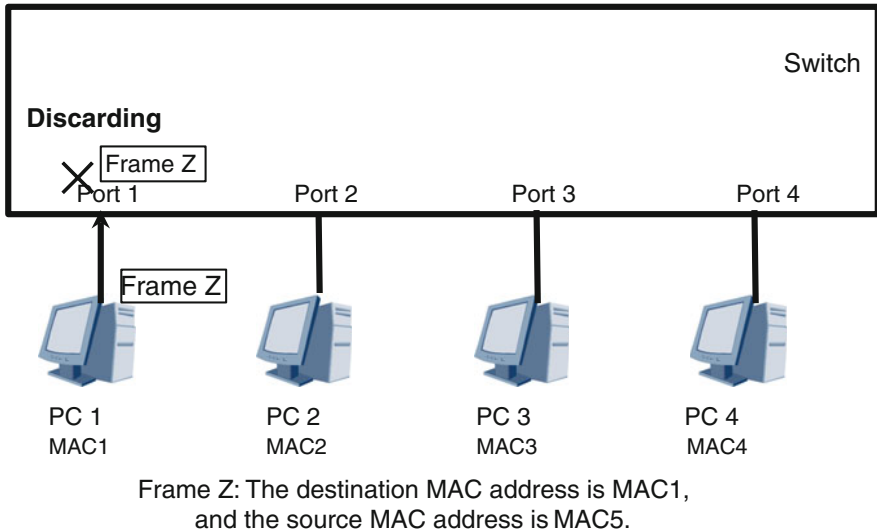 Switch
Discarding
Frame Z
Port 1
Port 2
Port 3
Port 4
Frame Z
PC 1
PC 2
PC 3
PC 4
MAC1
MAC2
MAC3
MAC4
Frame Z: The destination MAC address is MAC1,
and the source MAC address is MAC5.